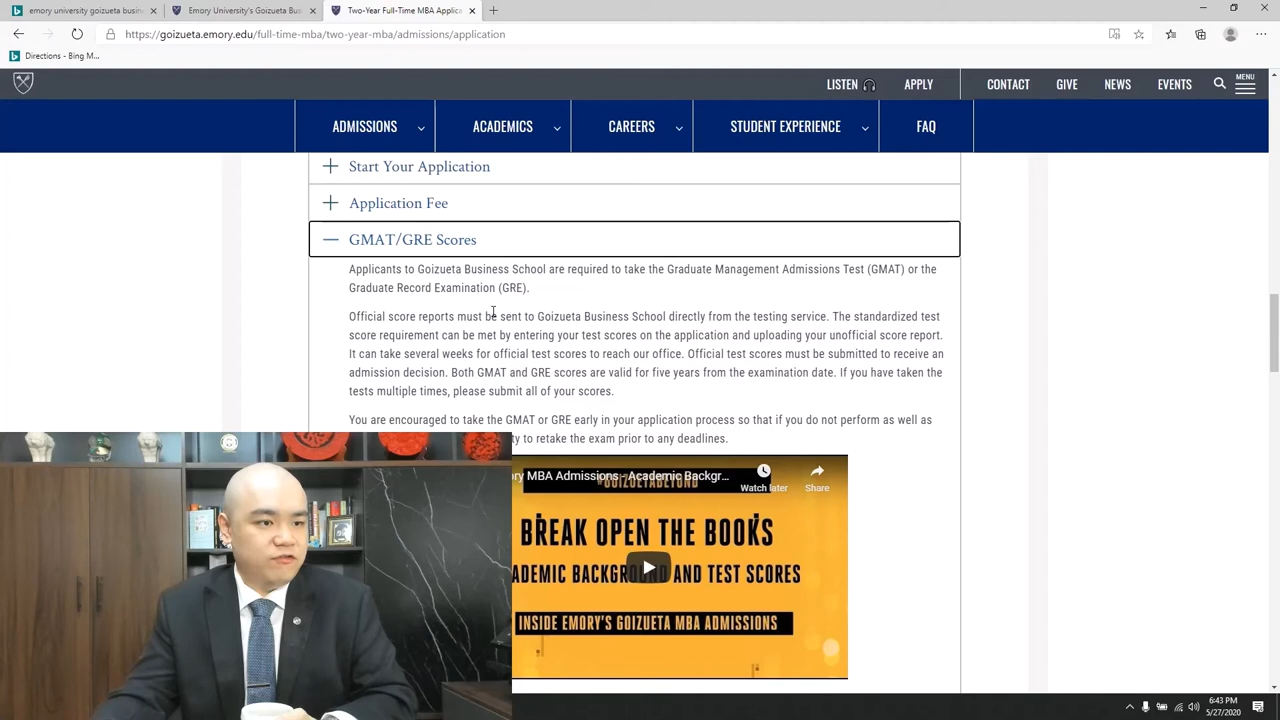 emory university goizueta busin
Emory University's Goizueta Busi
Two-Year Full-Time MBA Applica
https://goizueta.emory.edu/full-time-mba/two-year-mba/admissions/application
Directions - Bing M...
LISTEN
APPLY
CONTACT
GIVE
NEWS
EVENTS
MENU
ADMISSIONS
ACADEMICS
CAREERS
STUDENT EXPERIENCE
FAQ
Start Your Application
Application Fee
GMAT/GRE Scores
Applicants to Goizueta Business School are required to take the Graduate Management Admissions Test (GMAT) or the
Graduate Record Examination (GRE).
Official score reports must be sent to Goizueta Business School directly from the testing service. The standardized test
score requirement can be met by entering your test scores on the application and uploading your unofficial score report.
It can take several weeks for official test scores to reach our office. Official test scores must be submitted to receive an
admission decision. Both GMAT and GRE scores are valid for five years from the examination date. If you have taken the
tests multiple times, please submit all of your scores.
You are encouraged to take the GMAT or GRE early in your application process so that if you do not perform as well as
ty to retake the exam prior to any deadlines.
ory MBA Admissions - Academic Backgr...
#GOIZUETABEYOND
Watch later
Share
BREAK OPEN THE BOOKS
ADEMIC BACKGROUND AND TEST SCORES
INSIDE EMORY'S GOIZUETA MBA ADMISSIONS
6:43 PM
5/27/2020